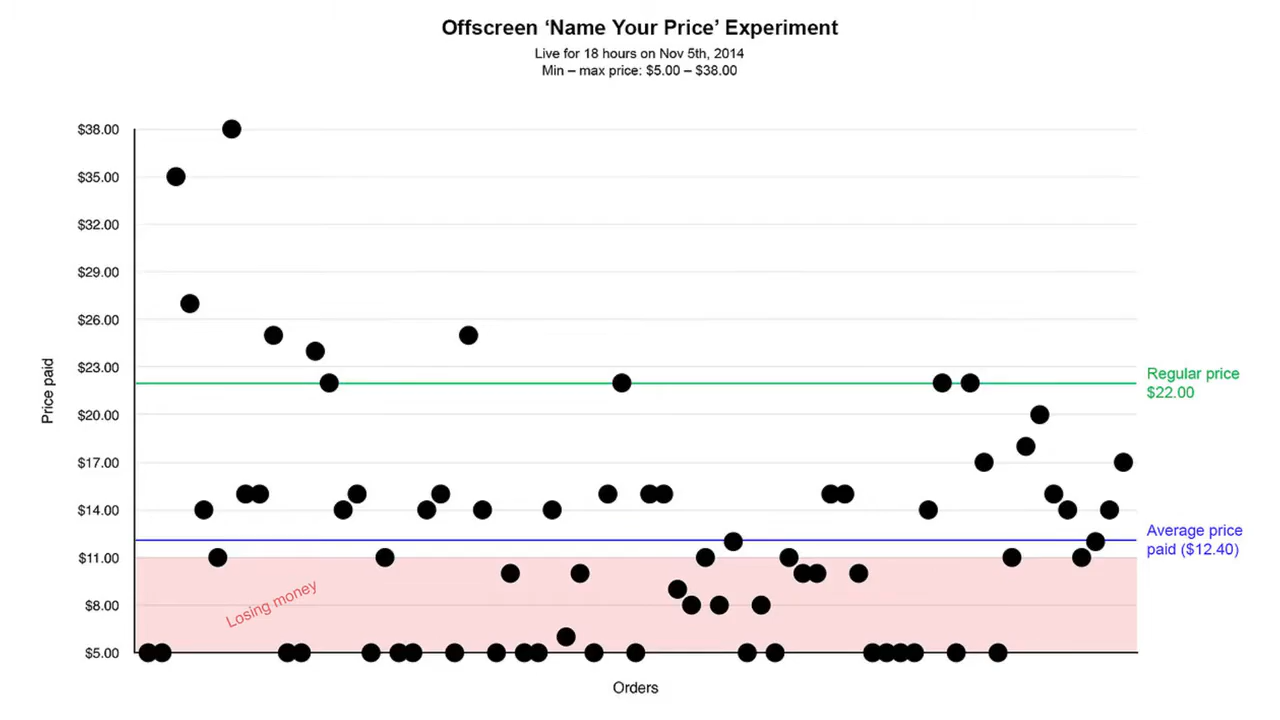 Offscreen ‘Name Your Price’ Experiment
Live for 18 hours on Nov 5th, 2014
Min – max price: $5.00 – $38.00
$38.00
$35.00
$32.00
$29.00
$26.00
$23.00
$20.00
$17.00
$14.00
$11.00
$8.00
$5.00
Price paid
Losing money
Regular price
$22.00
Average price
paid ($12.40)
Orders